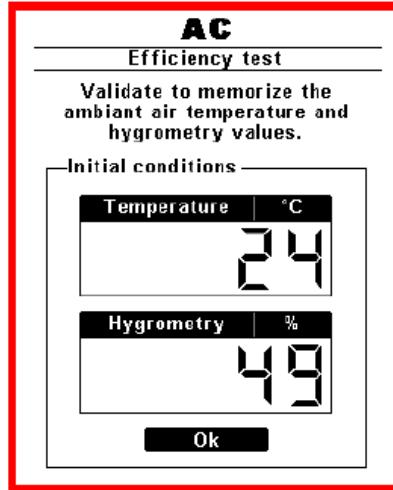 AC
Efficiency test
Validate to memorize the
ambiant air temperature and
hygrometry values.
Initial conditions
Temperature °C
24
Hygrometry %
49
Ok